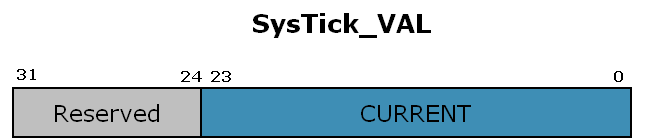 SysTick_VAL
31 24 23 0
Reserved CURRENT